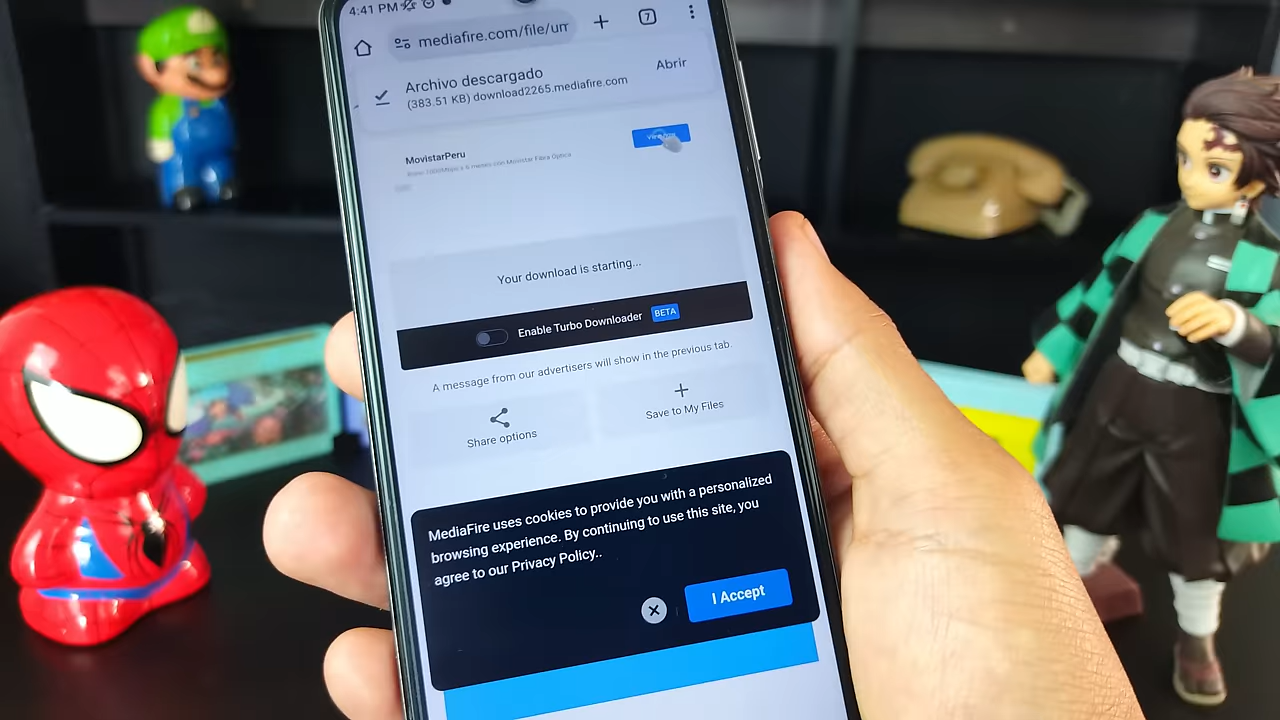 4:41 PM
mediafire.com/file/un
7
Archivo descargado
(383.51 KB) download2265.mediafire.com
Abrir
MovistarPeru
Your download is starting...
Enable Turbo Downloader BETA
A message from our advertisers will show in the previous tab.
Share options
Save to My Files
MediaFire uses cookies to provide you with a personalized
browsing experience. By continuing to use this site, you
agree to our Privacy Policy..
I Accept